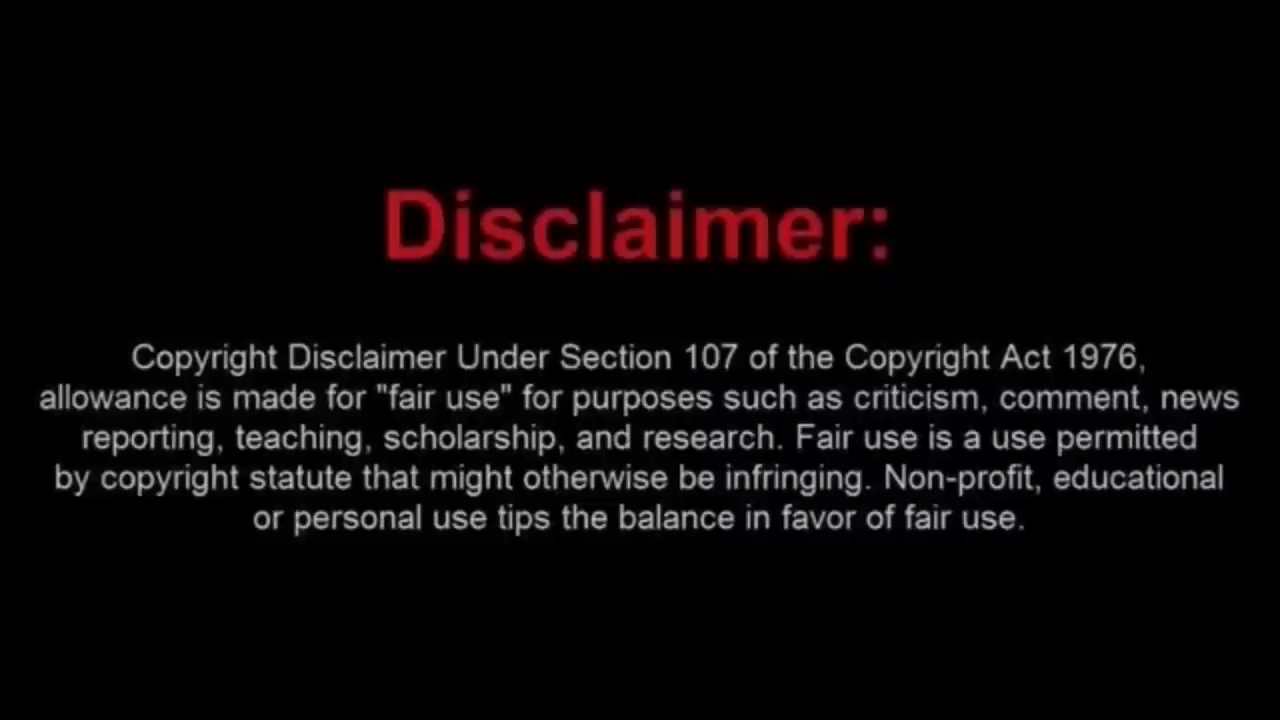 Disclaimer:
Copyright Disclaimer Under Section 107 of the Copyright Act 1976,
allowance is made for "fair use" for purposes such as criticism, comment, news
reporting, teaching, scholarship, and research. Fair use is a use permitted
by copyright statute that might otherwise be infringing. Non-profit, educational
or personal use tips the balance in favor of fair use.